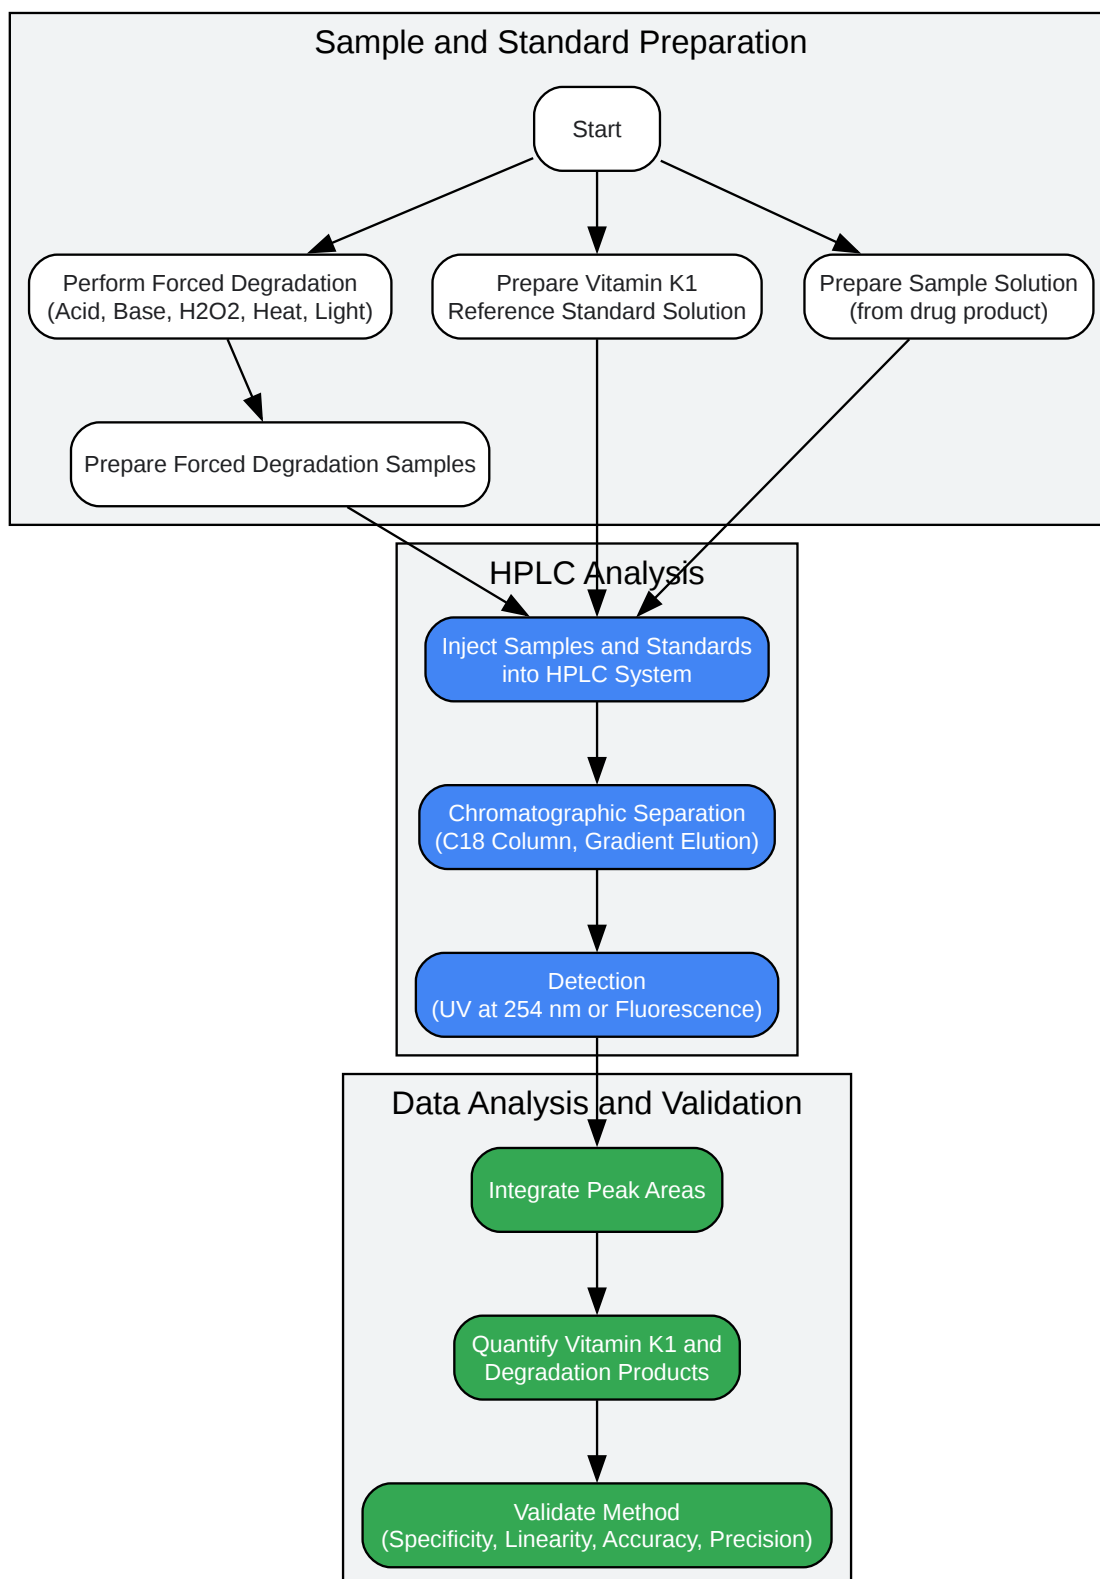 Sample and Standard Preparation
Start
Perform Forced Degradation
(Acid, Base, H2O2, Heat, Light)
Prepare Vitamin K1
Reference Standard Solution
Prepare Sample Solution
(from drug product)
Prepare Forced Degradation Samples
HPLC Analysis
Inject Samples and Standards
into HPLC System
Chromatographic Separation
(C18 Column, Gradient Elution)
Detection
(UV at 254 nm or Fluorescence)
Data Analysis and Validation
Integrate Peak Areas
Quantify Vitamin K1 and
Degradation Products
Validate Method
(Specificity, Linearity, Accuracy, Precision)